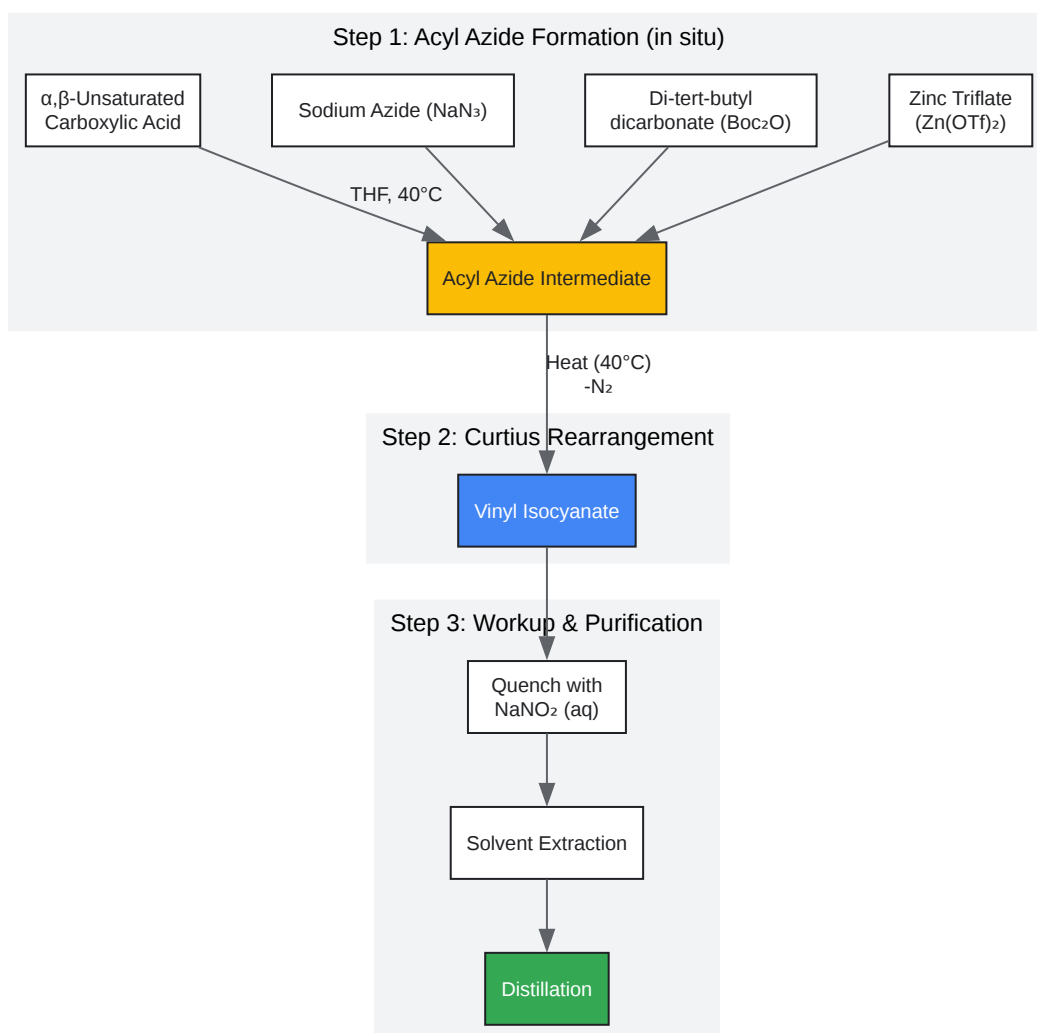 Step 1: Acyl Azide Formation (in situ)
α,β-Unsaturated
Carboxylic Acid
Sodium Azide (NaN₃)
Di-tert-butyl
dicarbonate (Boc₂O)
Zinc Triflate
(Zn(OTf)₂)
THF, 40°C
Acyl Azide Intermediate
Heat (40°C)
-N₂
Step 2: Curtius Rearrangement
Vinyl Isocyanate
Step 3: Workup & Purification
Quench with
NaNO₂ (aq)
Solvent Extraction
Distillation